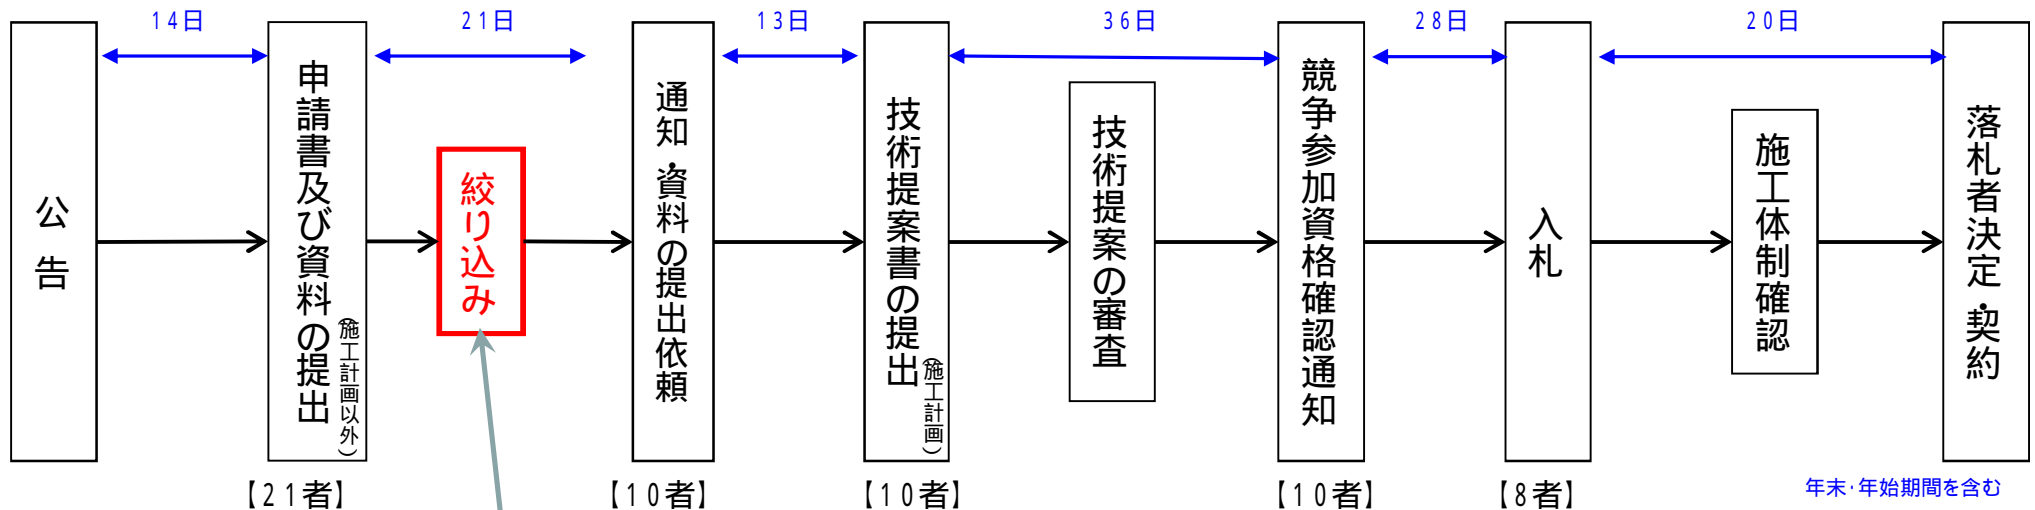 14日
21日
13日
36日
28日
20日
公告
申請書及び資料の提出
（施工計画以外）
絞り込み
通知・資料の提出依頼
技術提案書の提出
（施工計画）
技術提案の審査
競争参加資格確認通知
入札
施工体制確認
落札者決定・契約
【21者】
【10者】
【10者】
【10者】
【8者】
年末・年始期間を含む